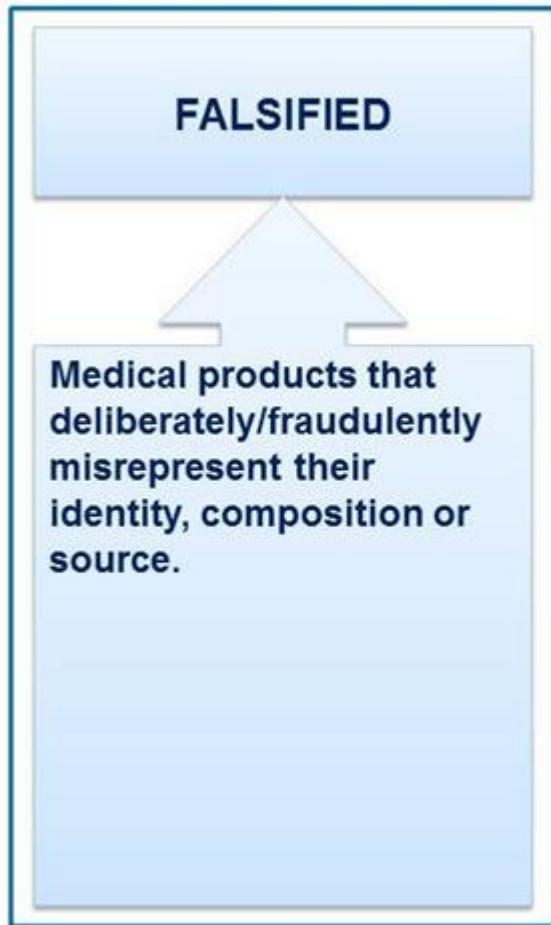 FALSIFIED
Medical products that
deliberately/fraudulently
misrepresent their
identity, composition or
source.